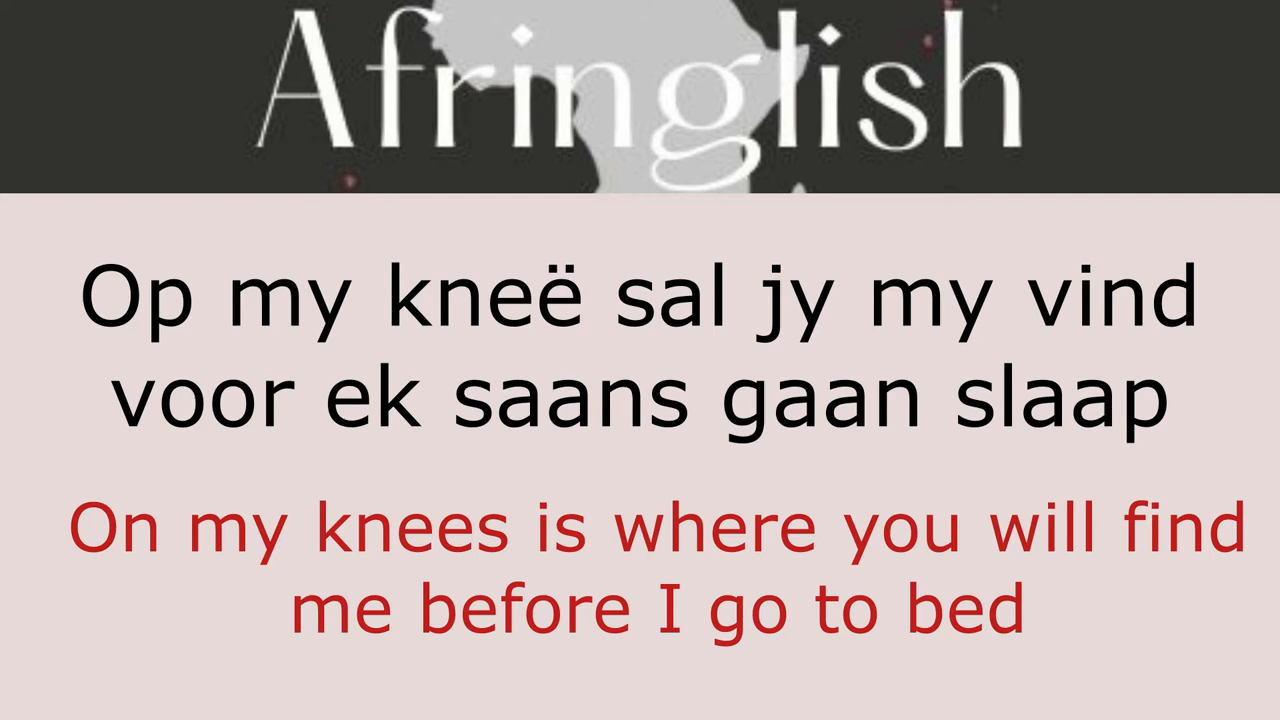 Afringlish
Op my kneë sal jy my vind
voor ek saans gaan slaap
On my knees is where you will find
me before I go to bed